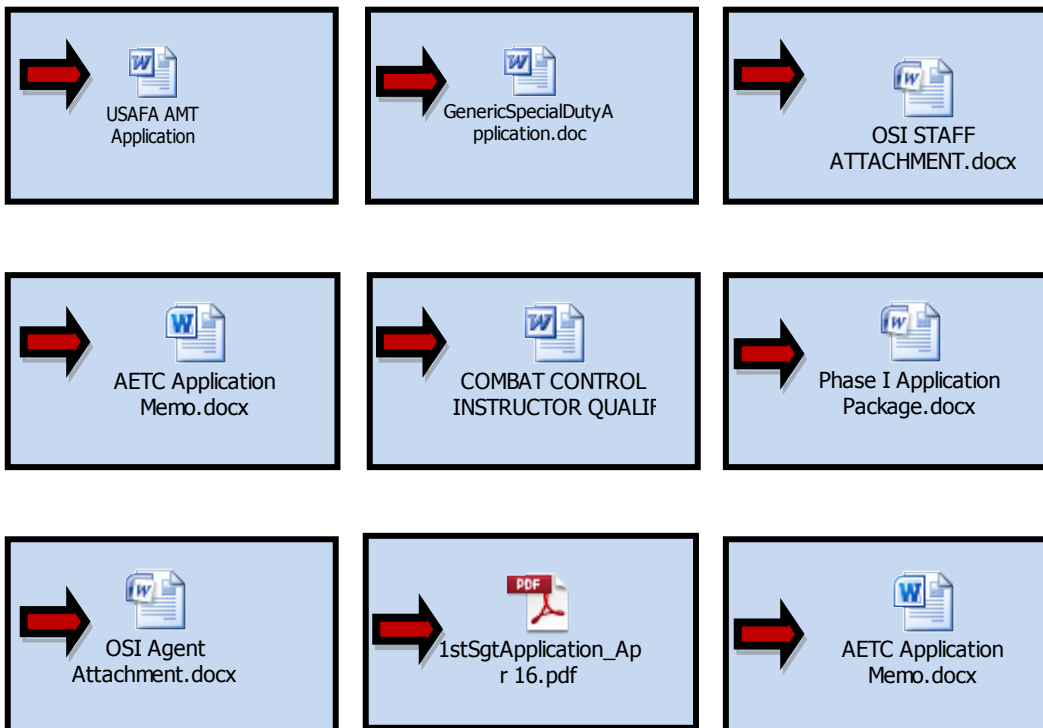 USAFA AMT
Application
GenericSpecialDutyA
pplication.doc
OSI STAFF
ATTACHMENT.docx
AETC Application
Memo.docx
COMBAT CONTROL
INSTRUCTOR QUALIF
Phase I Application
Package.docx
OSI Agent
Attachment.docx
PDF
1stSgtApplication_Ap
r 16.pdf
AETC Application
Memo.docx